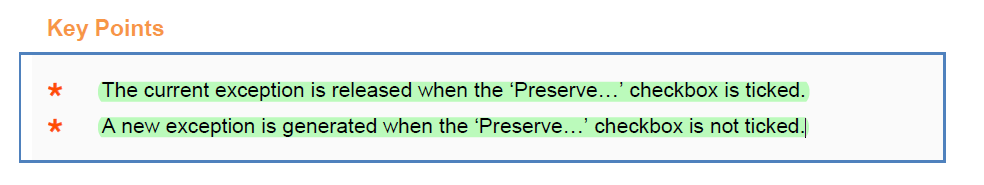 Key Points
* The current exception is released when the ‘Preserve…’ checkbox is ticked.
* A new exception is generated when the ‘Preserve…’ checkbox is not ticked.